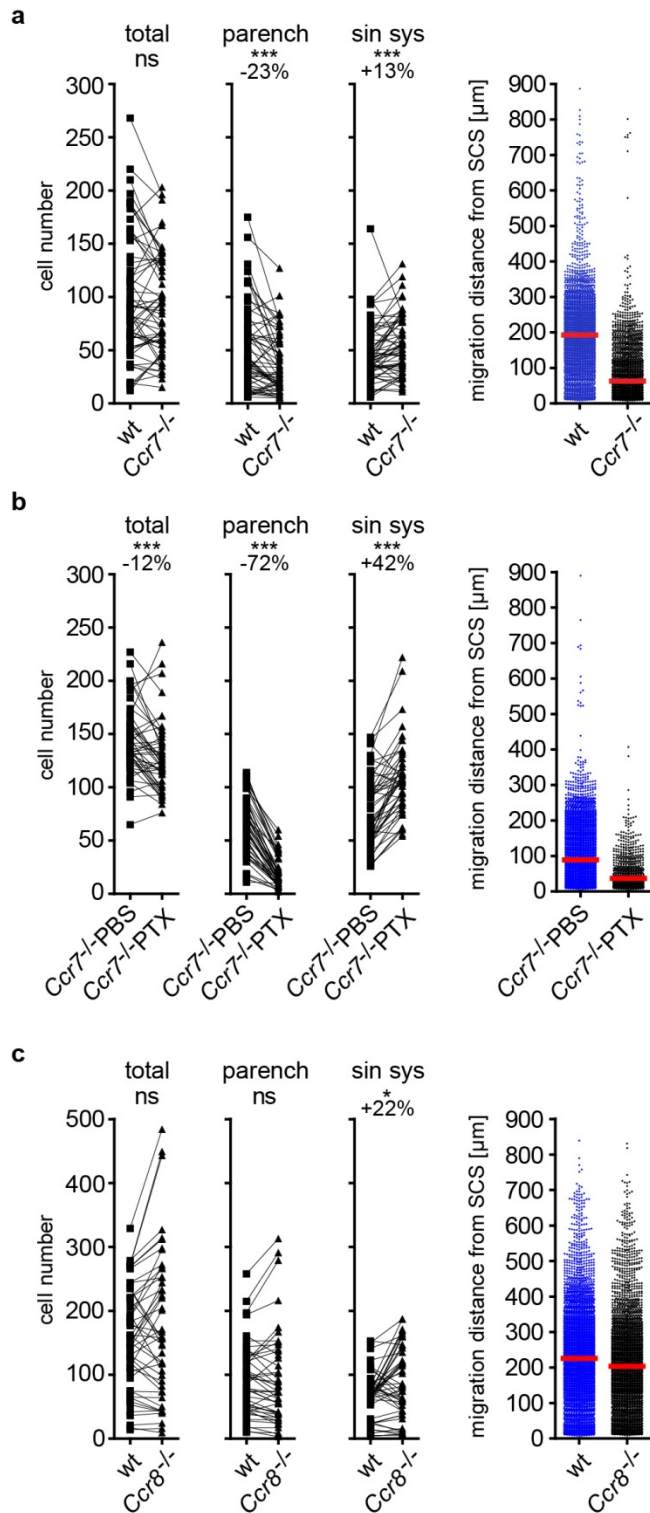 a
total
ns
parench
***
-23%
sin sys
***
+13%
cell number
300
250
200
150
100
50
0
wt
Ccr7-/-
wt
Ccr7-/-
wt
Ccr7-/-
migration distance from SCS [µm]
900
800
700
600
500
400
300
200
100
0
wt
Ccr7-/-
b
total
***
-12%
parench
***
-72%
sin sys
***
+42%
cell number
300
250
200
150
100
50
0
Ccr7-/-PBS
Ccr7-/-PTX
Ccr7-/-PBS
Ccr7-/-PTX
Ccr7-/-PBS
Ccr7-/-PTX
migration distance from SCS [µm]
900
800
700
600
500
400
300
200
100
0
Ccr7-/-PBS
Ccr7-/-PTX
c
total
ns
parench
ns
sin sys
*
+22%
cell number
500
400
300
200
100
0
wt
Ccr8-/-
wt
Ccr8-/-
wt
Ccr8-/-
migration distance from SCS [µm]
900
800
700
600
500
400
300
200
100
0
wt
Ccr8-/-